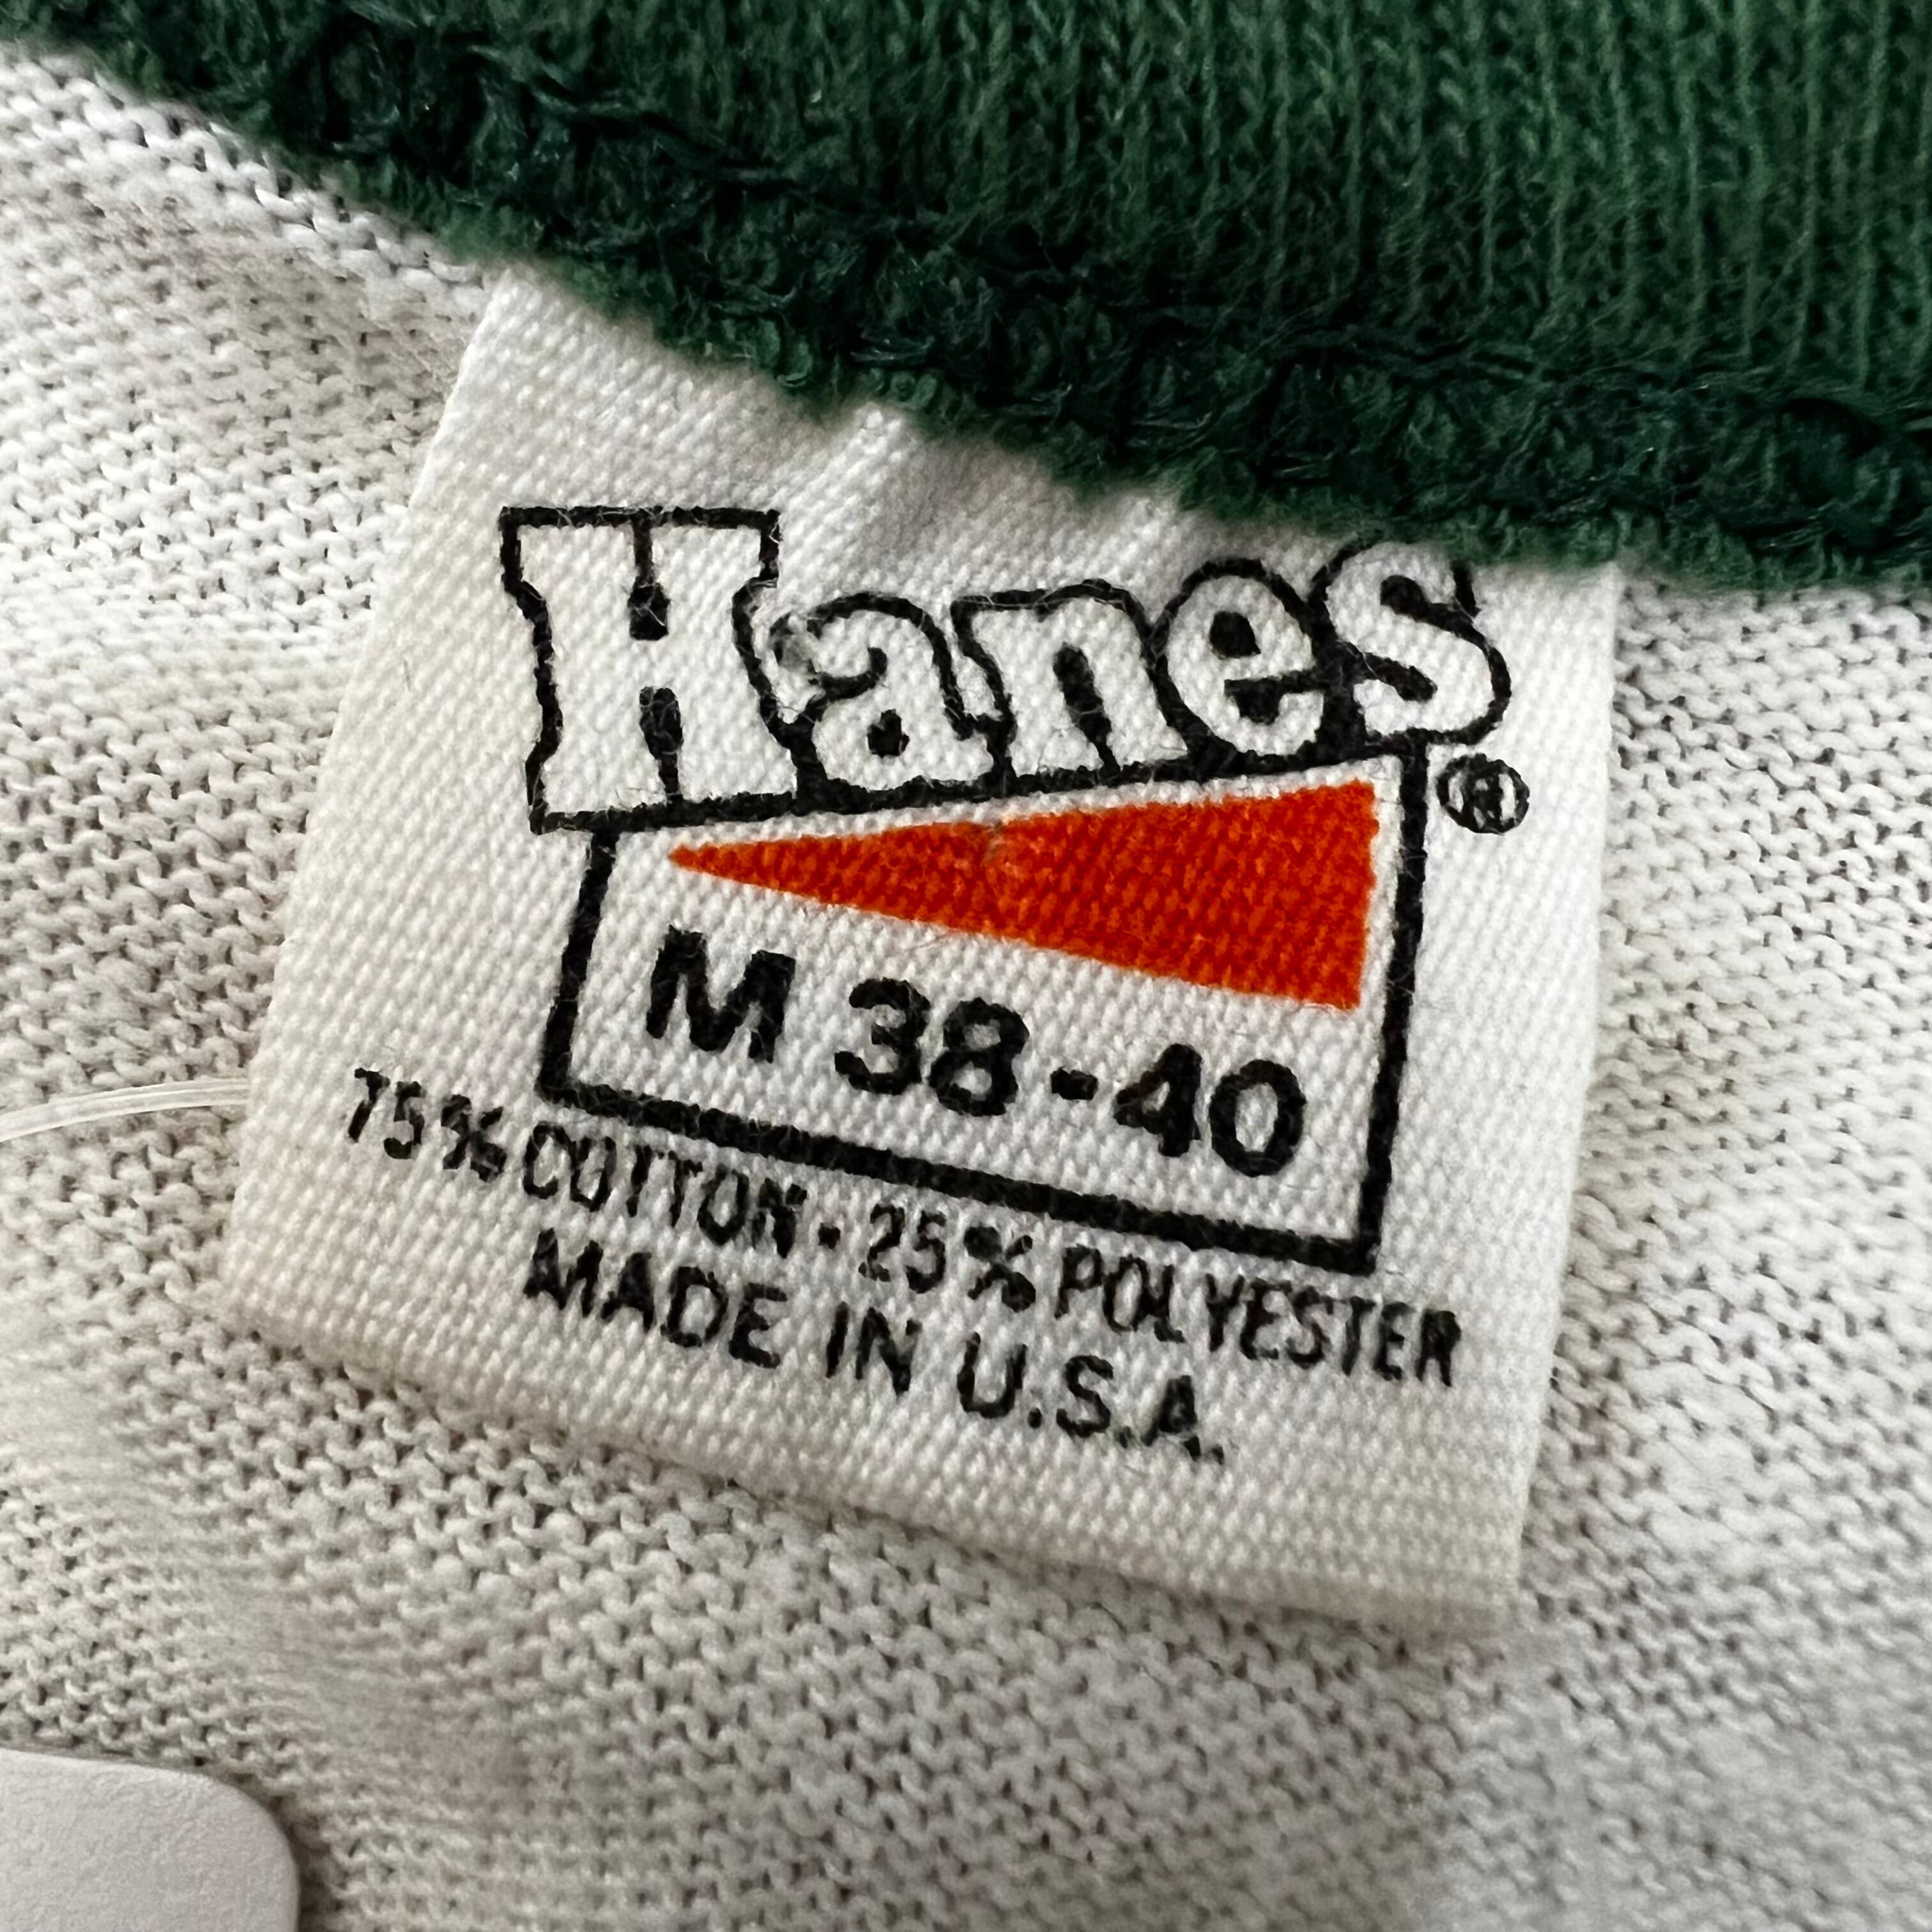 Hanes®
M 38-40
75% COTTON - 25% POLYESTER
MADE IN U.S.A.